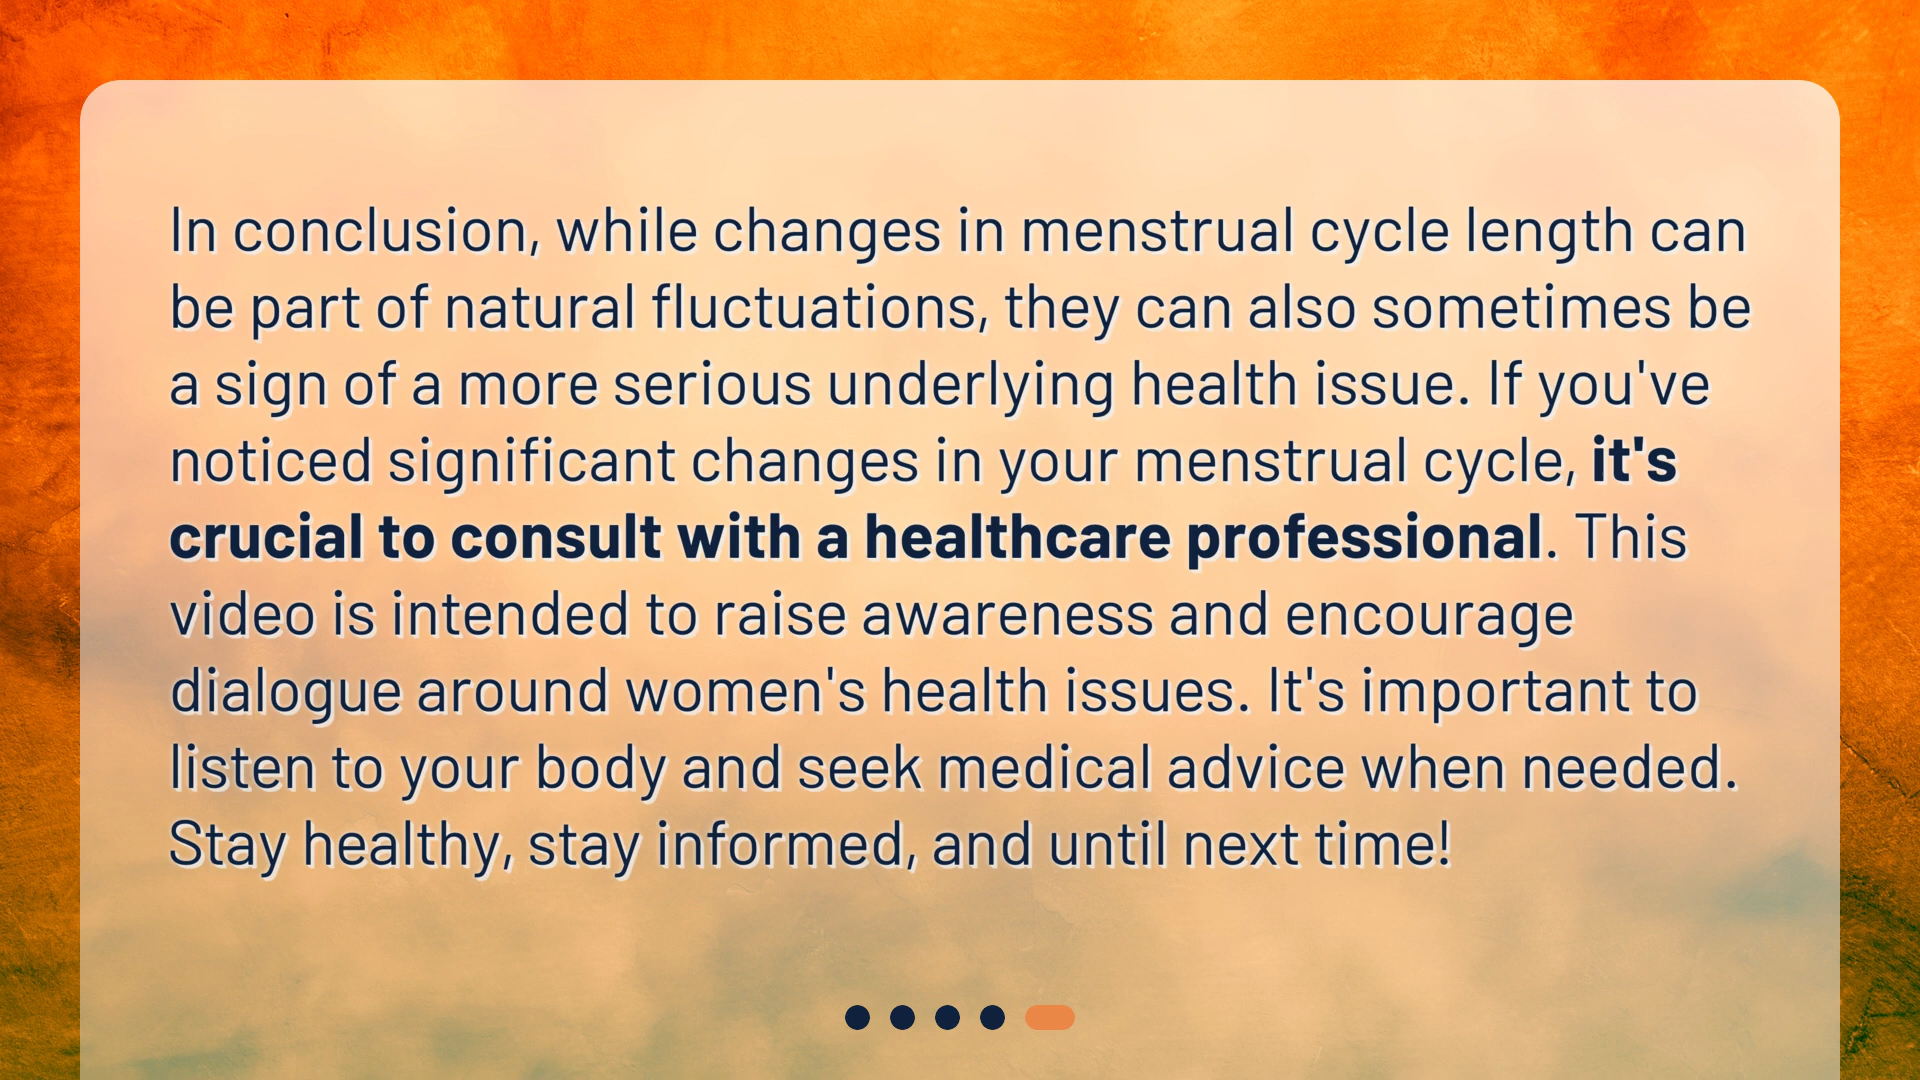 In conclusion, while changes in menstrual cycle length can
be part of natural fluctuations, they can also sometimes be
a sign of a more serious underlying health issue. If you've
noticed significant changes in your menstrual cycle, it's
crucial to consult with a healthcare professional. This
video is intended to raise awareness and encourage
dialogue around women's health issues. It's important to
listen to your body and seek medical advice when needed.
Stay healthy, stay informed, and until next time!